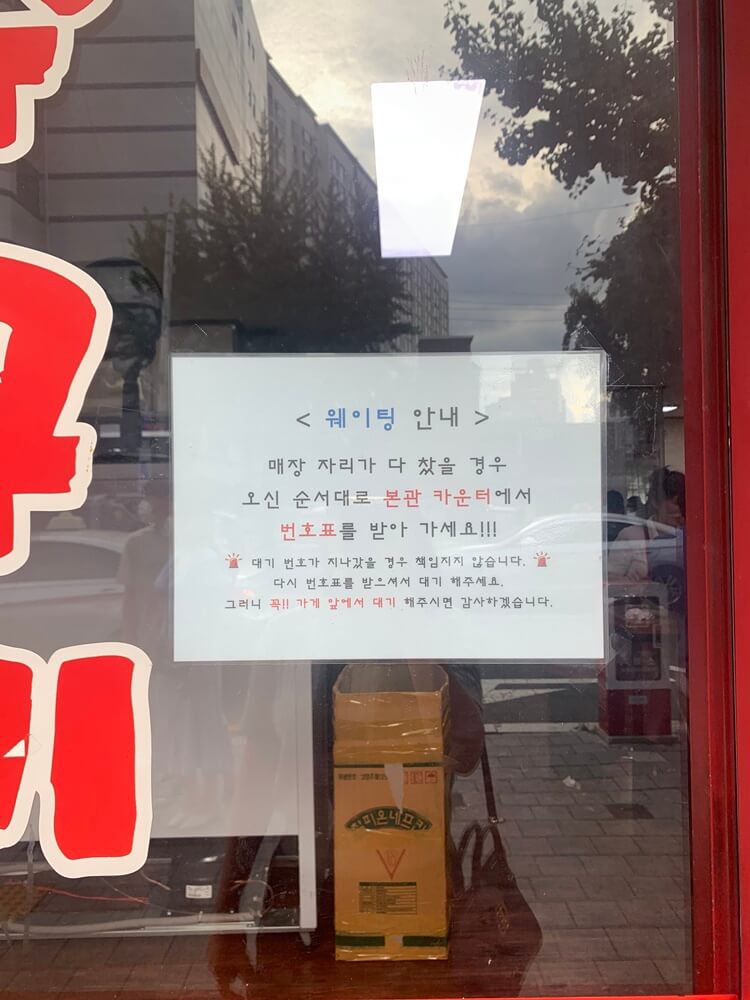 < 웨이팅 안내 >
매장 자리가 다 찼을 경우
오신 순서대로 본관 카운터에서
번호표를 받아 가세요!!!
대기 번호가 지나갔을 경우 책임지지 않습니다.
다시 번호표를 받으셔서 대기 해주세요.
그러니 꼭!! 가게 앞에서 대기 해주시면 감사하겠습니다.